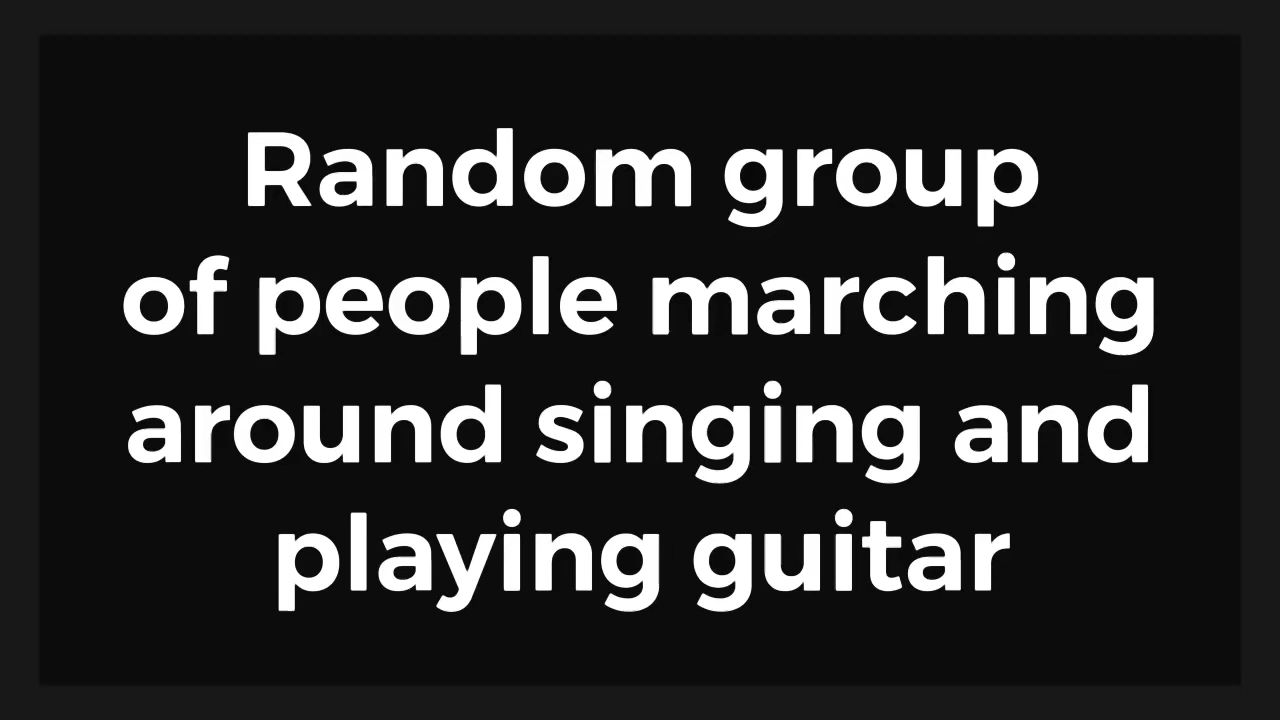 Random group
of people marching
around singing and
playing guitar